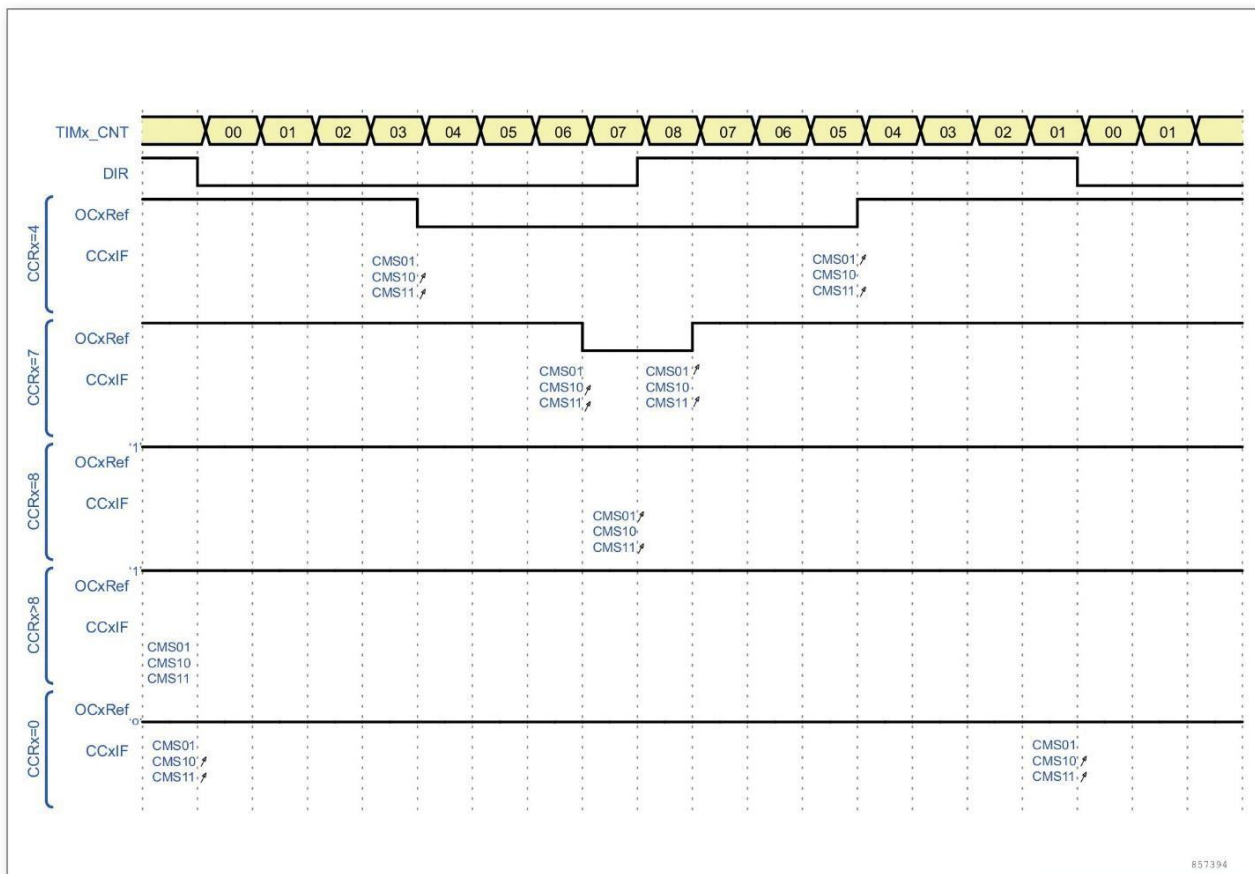 TIMx_CNT 00 01 02 03 04 05 06 07 08 07 06 05 04 03 02 01 00 01
DIR
CCRx=4
OCxRef
CCxIF
CMS01 CMS01
CMS10 CMS10
CMS11 CMS11
CCRx=7
OCxRef
CCxIF
CMS01 CMS01
CMS10 CMS10
CMS11 CMS11
CCRx=8
'1'
OCxRef
CCxIF
CMS01
CMS10
CMS11
CCRx>8
'1'
OCxRef
CCxIF
CMS01
CMS10
CMS11
CCRx=0
OCxRef
'0'
CCxIF
CMS01 CMS01
CMS10 CMS10
CMS11 CMS11
857394